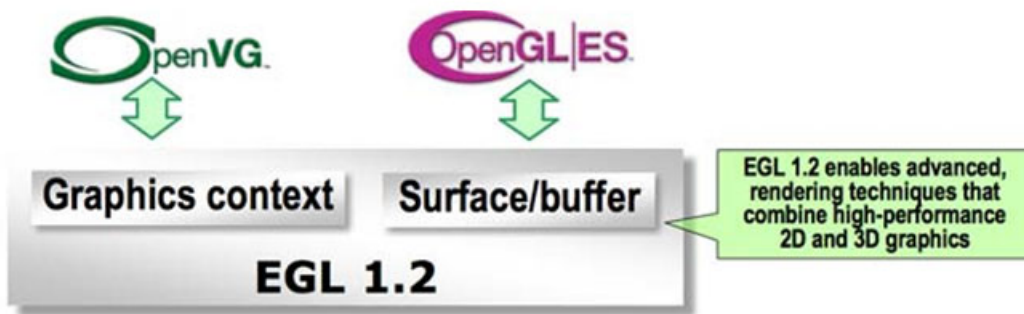 OpenVG.
OpenGL|ES.
Graphics context
Surface/buffer
EGL 1.2
EGL 1.2 enables advanced,
rendering techniques that
combine high-performance
2D and 3D graphics